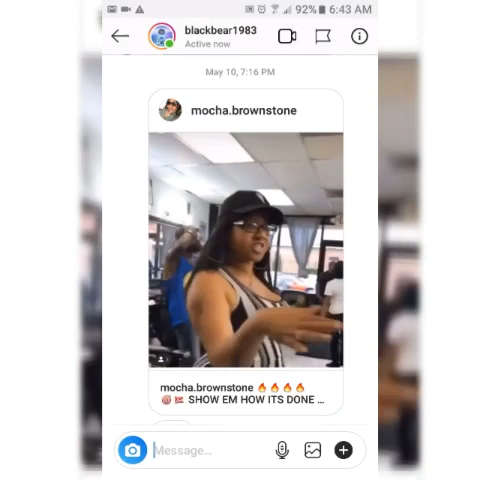 92% 6:43 AM
blackbear1983
Active now
May 10, 7:16 PM
mocha.brownstone
mocha.brownstone 🔥🔥🔥🔥
🎯💯 SHOW EM HOW ITS DONE ...
Message...